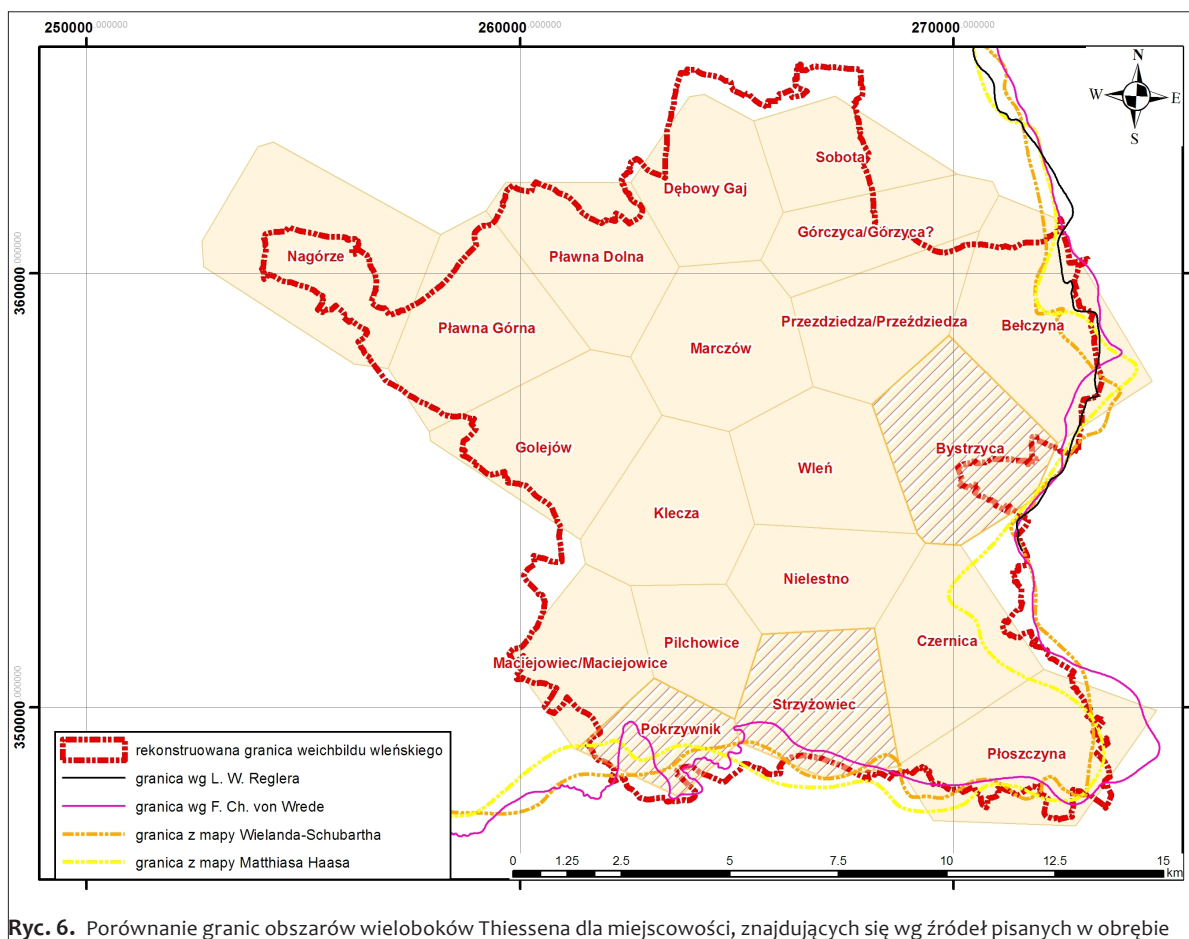 250000.000000
260000.000000
270000.000000
N
W
E
S
Sobota
Dębowy Gaj
Górczyca/Górzyca?
Nagórze
Pławna Dolna
360000.000000
Przezdziedza/Przeździedza
Bełczyna
Pławna Górna
Marczów
Golejów
Bystrzyca
Wleń
Klecza
Nielestno
Pilchowice
Czernica
Maciejowiec/Maciejowice
350000.000000
Strzyżowiec
Pokrzywnik
Płoszczyna
rekonstruowana granica weichbildu wleńskiego
granica wg L. W. Reglera
granica wg F. Ch. von Wrede
granica z mapy Wielanda-Schubartha
granica z mapy Matthiasa Haasa
0 1.25 2.5 5 7.5 10 12.5 15
km
Ryc. 6. Porównanie granic obszarów wieloboków Thiessena dla miejscowości, znajdujących się wg źródeł pisanych w obrębie